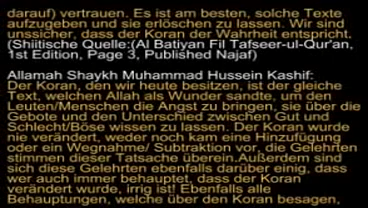 darauf) vertrauen. Es ist am besten, solche Texte
aufzugeben und sie erlöschen zu lassen. Wir sind
unssicher, dass der Koran der Wahrheit entspricht.
(Shiitische Quelle:(Al Batiyan Fil Tafseer-ul-Qur'an,
1st Edition, Page 3, Published Najaf)
Allamah Shaykh Muhammad Hussein Kashif:
Der Koran, den wir heute besitzen, ist der gleiche
Text, welchen Allah als Wunder sandte, um den
Leuten/Menschen die Angst zu bringen, sie über die
Gebote und den Unterschied zwischen Gut und
Schlecht/Böse wissen zu lassen. Der Koran wurde
nie verändert, weder noch kam eine Hinzufügung
oder ein Wegnahme/ Subtraktion vor, die Gelehrten
stimmen dieser Tatsache überein.Außerdem sind
sich diese Gelehrten ebenfalls darüber einig, dass
wer auch immer behauptet, dass der Koran
verändert wurde, irrig ist! Ebenfalls alle
Behauptungen, welche über den Koran besagen,